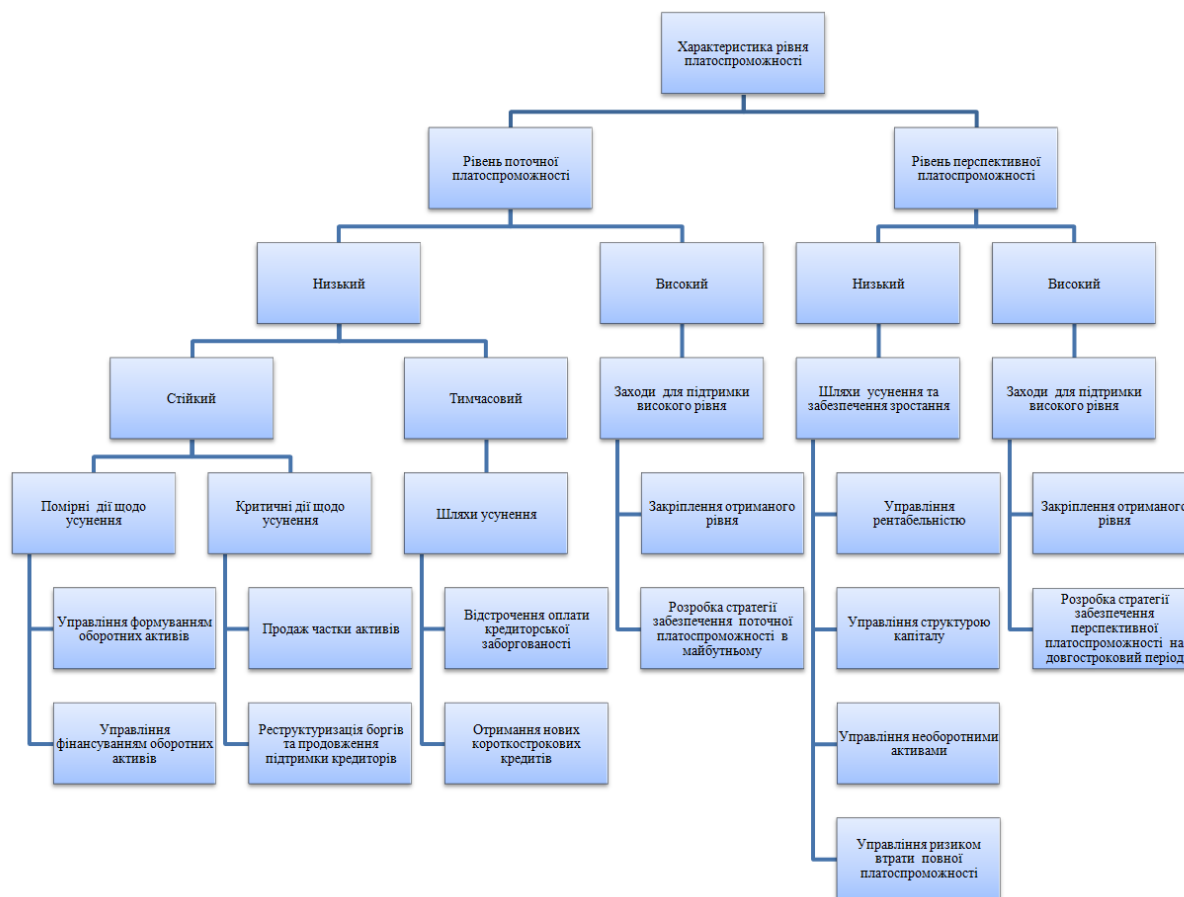 Характеристика рівня
платоспроможності
Рівень поточної
платоспроможності
Рівень перспективної
платоспроможності
Низький
Високий
Низький
Високий
Стійкий
Тимчасовий
Заходи для підтримки
високого рівня
Шляхи усунення та
забезпечення зростання
Заходи для підтримки
високого рівня
Помірні дії щодо
усунення
Критичні дії щодо
усунення
Шляхи усунення
Закріплення отриманого
рівня
Управління
рентабельністю
Закріплення отриманого
рівня
Управління формуванням
оборотних активів
Продаж частки активів
Відстрочення оплати
кредиторської
заборгованості
Розробка стратегії
забезпечення поточної
платоспроможності в
майбутньому
Управління структурою
капіталу
Розробка стратегії
забезпечення
перспективної
платоспроможності на
довгостроковий період
Управління
фінансуванням оборотних
активів
Реструктуризація боргів
та продовження
підтримки кредиторів
Отримання нових
короткострокових
кредитів
Управління необоротними
активами
Управління ризиком
втрати повної
платоспроможності